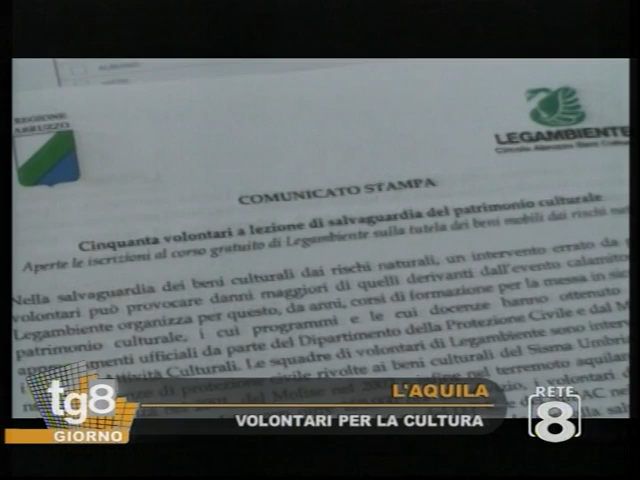 REGIONE
ABRUZZO
LEGAMBIENTE
COMUNICATO STAMPA
Cinquanta volontari a lezione di salvaguardia del patrimonio culturale
Aperte le iscrizioni al corso gratuito di Legambiente sulla tutela dei beni mobili dai rischi
Nella salvaguardia dei beni culturali dai rischi naturali, un intervento errato da
volontari può provocare danni maggiori di quelli derivanti dall'evento
Legambiente organizza per questo, da anni, corsi di formazione per la messa in
patrimonio culturale, i cui programmi e le cui docenze hanno ottenuto
ufficiali da parte del Dipartimento della Protezione Civile e dal
Attività Culturali. Le squadre di volontari di Legambiente sono
protezione civile rivolte ai beni culturali del Sisma
del Molise nel terremoto
L'AQUILA
VOLONTARI PER LA CULTURA
tg8
GIORNO
RETE
8